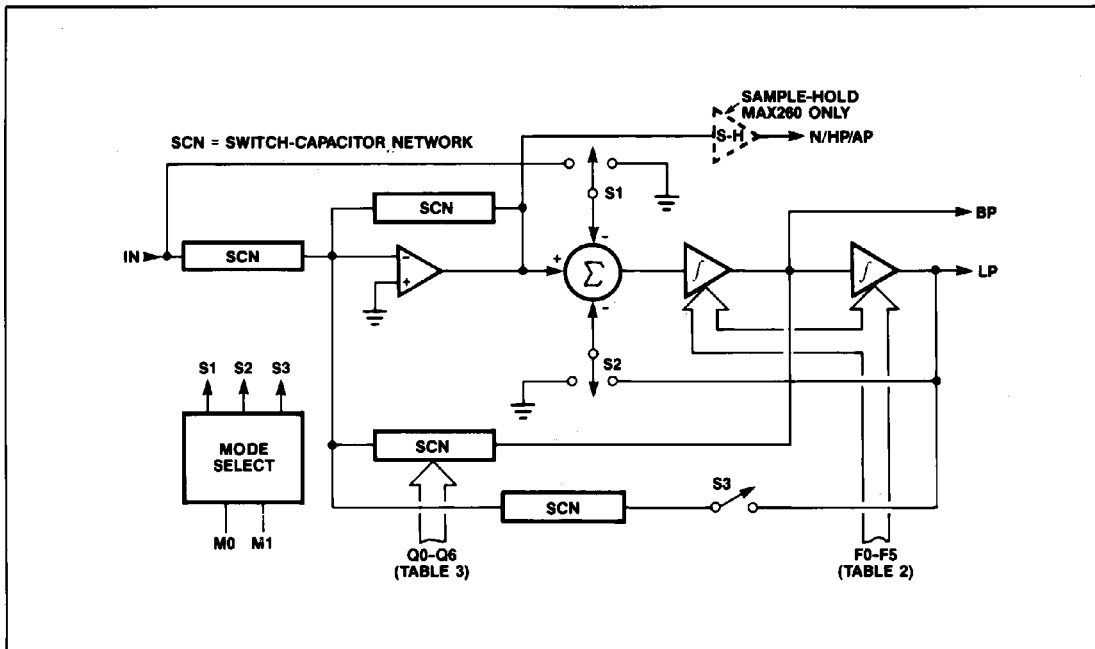 SAMPLE-HOLD
MAX260 ONLY
SCN = SWITCH-CAPACITOR NETWORK
S-H
N/HP/AP
S1
SCN
BP
IN
SCN
-
+
+
-
Σ
-
∫
∫
LP
S1 S2 S3
S2
MODE
SELECT
SCN
S3
SCN
M0 M1
Q0-Q6
(TABLE 3)
F0-F5
(TABLE 2)